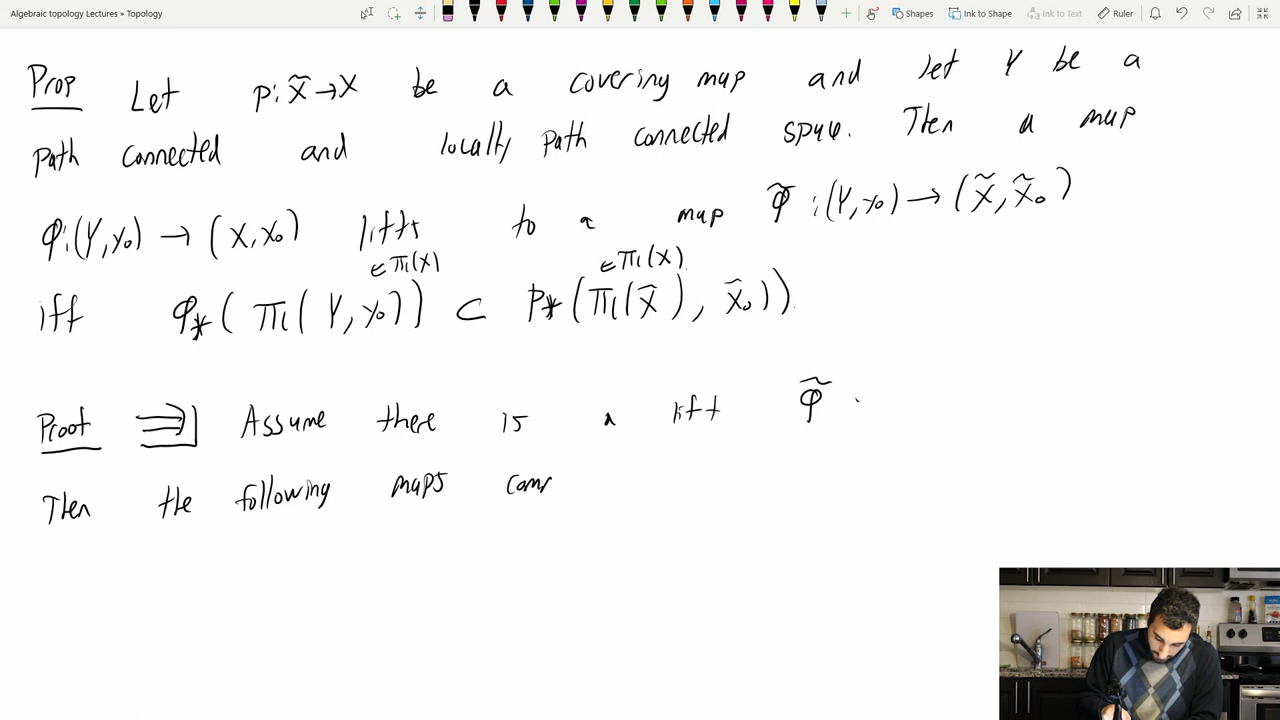 Algebraic topology Lectures » Topology
Shapes Ink to Shape Ink to Text Ruler
Prop Let p: X̃ → X be a covering map and let Y be a
path connected and locally path connected space. Then a map
φ:(Y,y₀) → (X,x₀) lifts to a map φ̃ :(Y,y₀) → (X̃,x̃₀)
∈ π₁(X) ∈ π₁(X)
iff φ_*( π₁( Y,y₀)) ⊂ P_*(π₁(X̃), x̃₀)).
Proof ⇒] Assume there is a lift φ̃ .
Then the following maps com